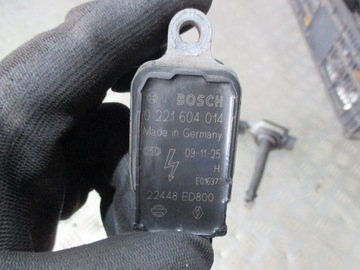 BOSCH
0 221 604 014
Made in Germany
09-11-25
H
22448 ED800